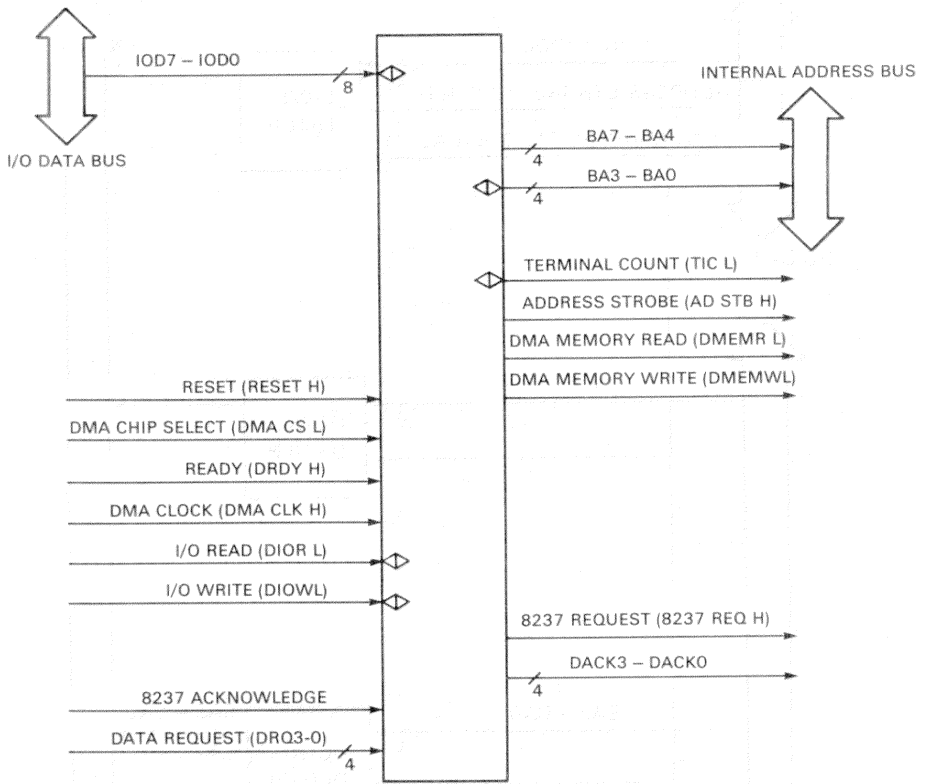 IOD7 – IOD0
8
I/O DATA BUS
INTERNAL ADDRESS BUS
BA7 – BA4
4
BA3 – BA0
4
TERMINAL COUNT (TIC L)
ADDRESS STROBE (AD STB H)
DMA MEMORY READ (DMEMR L)
DMA MEMORY WRITE (DMEMWL)
RESET (RESET H)
DMA CHIP SELECT (DMA CS L)
READY (DRDY H)
DMA CLOCK (DMA CLK H)
I/O READ (DIOR L)
I/O WRITE (DIOWL)
8237 REQUEST (8237 REQ H)
DACK3 – DACK0
4
8237 ACKNOWLEDGE
DATA REQUEST (DRQ3-0)
4